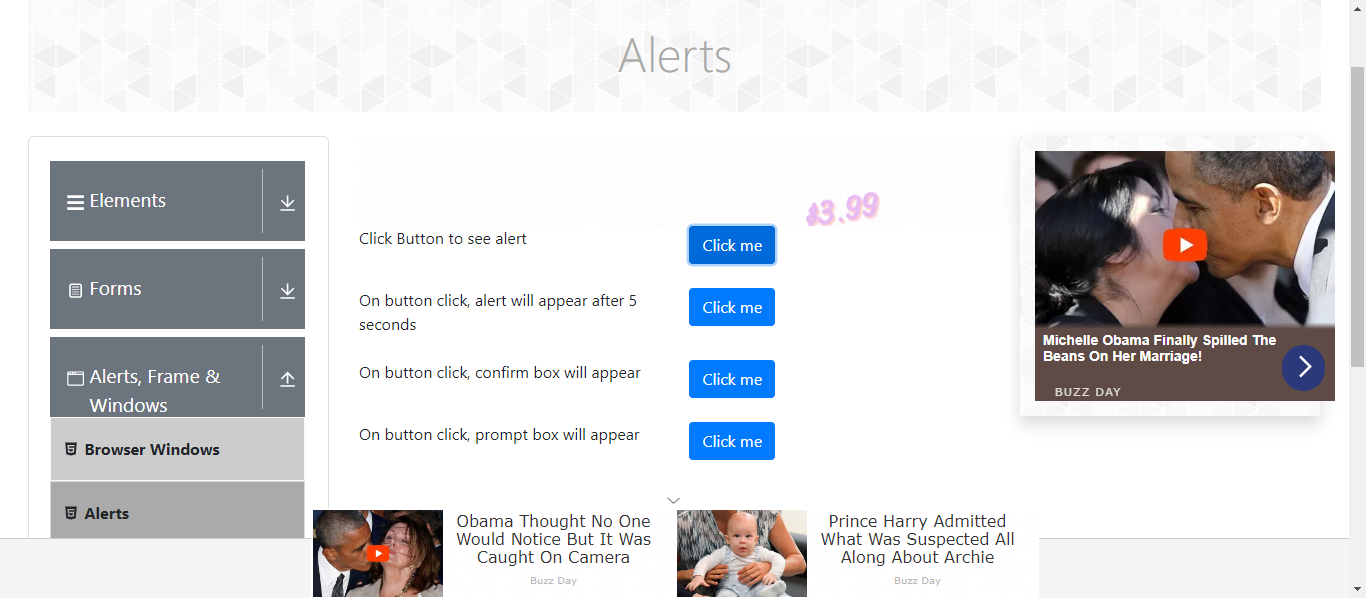 Alerts
Elements
Forms
Alerts, Frame &
Windows
Browser Windows
Alerts
$3.99
Click Button to see alert
Click me
On button click, alert will appear after 5
seconds
Click me
On button click, confirm box will appear
Click me
On button click, prompt box will appear
Click me
Michelle Obama Finally Spilled The
Beans On Her Marriage!
BUZZ DAY
Obama Thought No One
Would Notice But It Was
Caught On Camera
Buzz Day
Prince Harry Admitted
What Was Suspected All
Along About Archie
Buzz Day